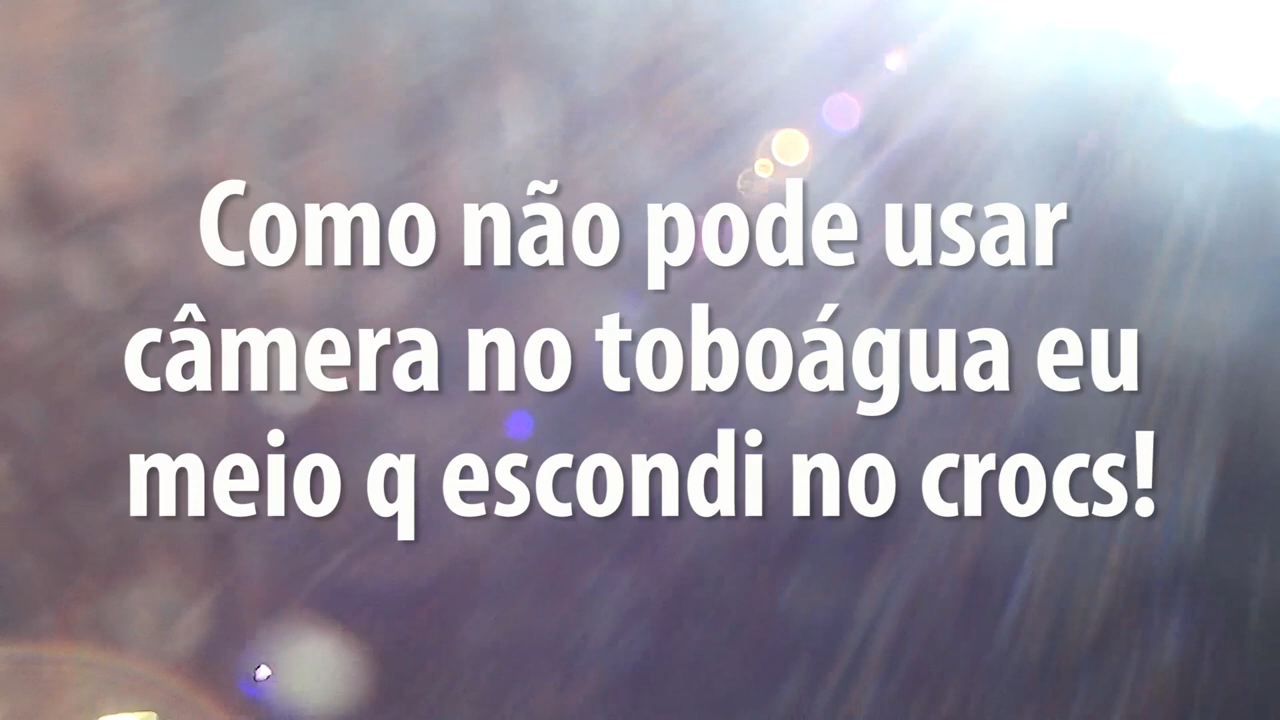 Como não pode usar
câmera no toboágua eu
meio q escondi no crocs!